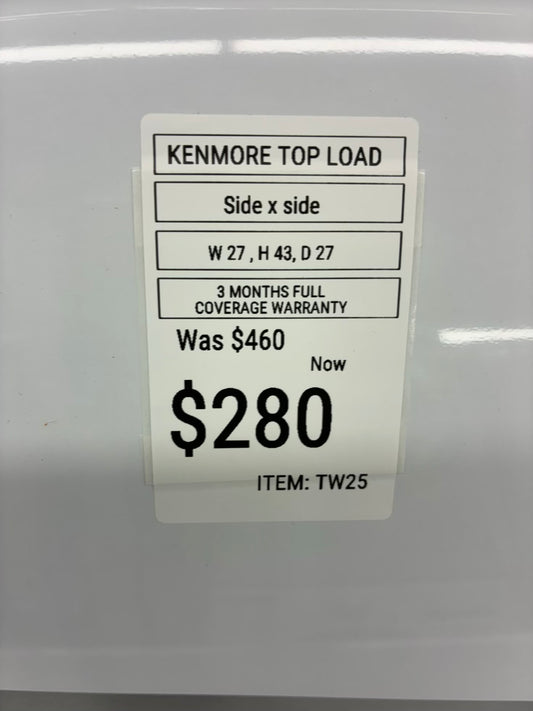 KENMORE TOP LOAD
Side x side
W 27 , H 43, D 27
3 MONTHS FULL
COVERAGE WARRANTY
Was $460
Now
$280
ITEM: TW25